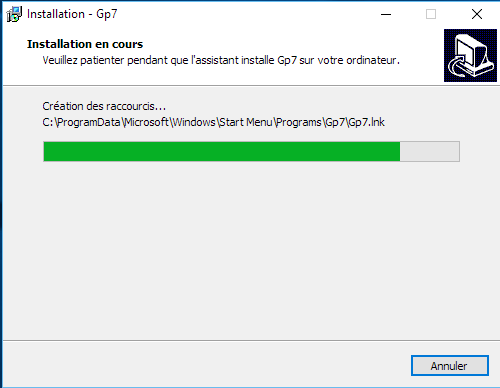 Installation - Gp7
Installation en cours
Veuillez patienter pendant que l'assistant installe Gp7 sur votre ordinateur.
Création des raccourcis...
C:\ProgramData\Microsoft\Windows\Start Menu\Programs\Gp7\Gp7.lnk
Annuler